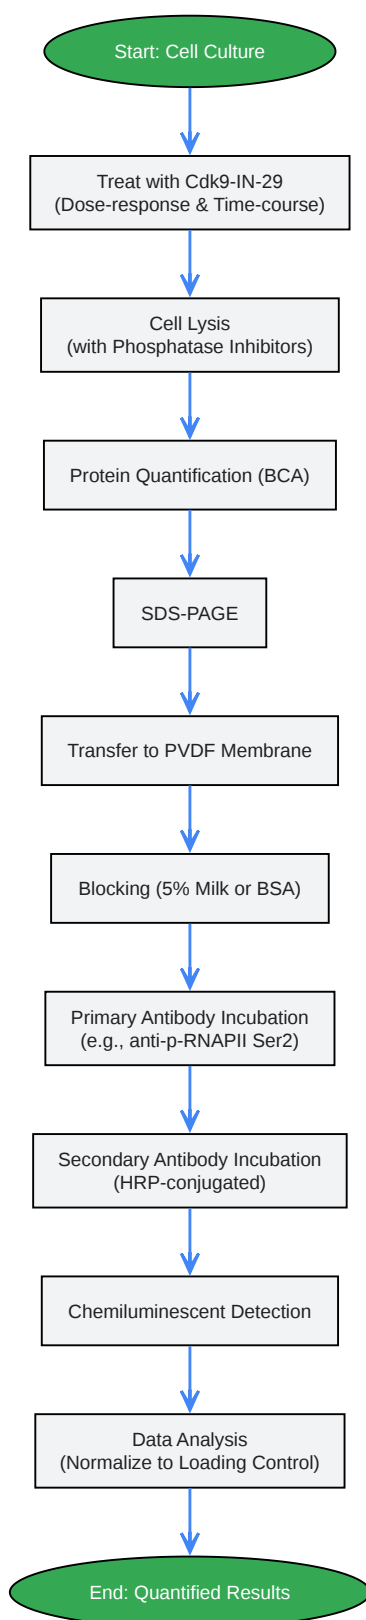 Start: Cell Culture
Treat with Cdk9-IN-29
(Dose-response & Time-course)
Cell Lysis
(with Phosphatase Inhibitors)
Protein Quantification (BCA)
SDS-PAGE
Transfer to PVDF Membrane
Blocking (5% Milk or BSA)
Primary Antibody Incubation
(e.g., anti-p-RNAPII Ser2)
Secondary Antibody Incubation
(HRP-conjugated)
Chemiluminescent Detection
Data Analysis
(Normalize to Loading Control)
End: Quantified Results